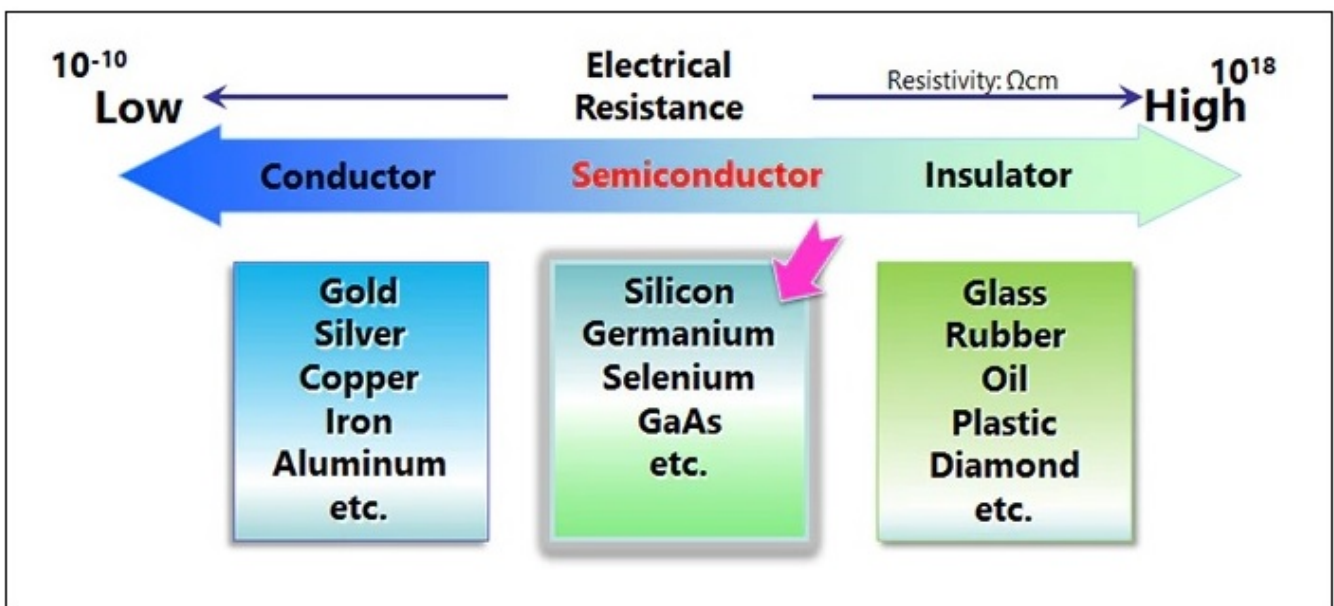 10⁻¹⁰
Low
Electrical
Resistance
Resistivity: Ωcm
10¹⁸
High
Conductor
Semiconductor
Insulator
Gold
Silver
Copper
Iron
Aluminum
etc.
Silicon
Germanium
Selenium
GaAs
etc.
Glass
Rubber
Oil
Plastic
Diamond
etc.